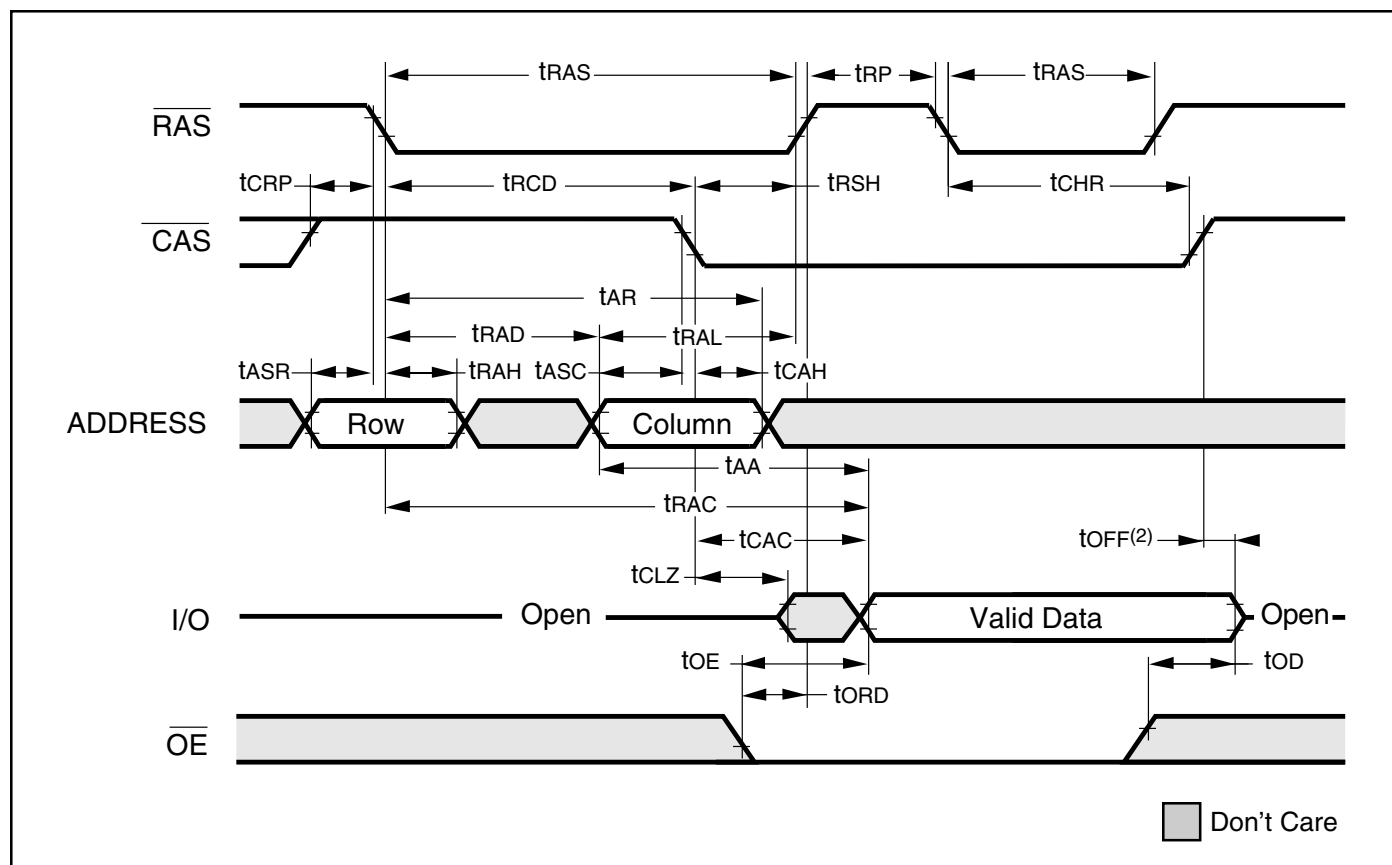 tRAS tRP tRAS
RAS
tCRP tRCD tRSH tCHR
CAS
tAR
tRAD tRAL
tASR tRAH tASC tCAH
ADDRESS Row Column
tAA
tRAC
tCAC tOFF(2)
tCLZ
I/O Open Valid Data Open
tOE tOD
tORD
OE
Don't Care